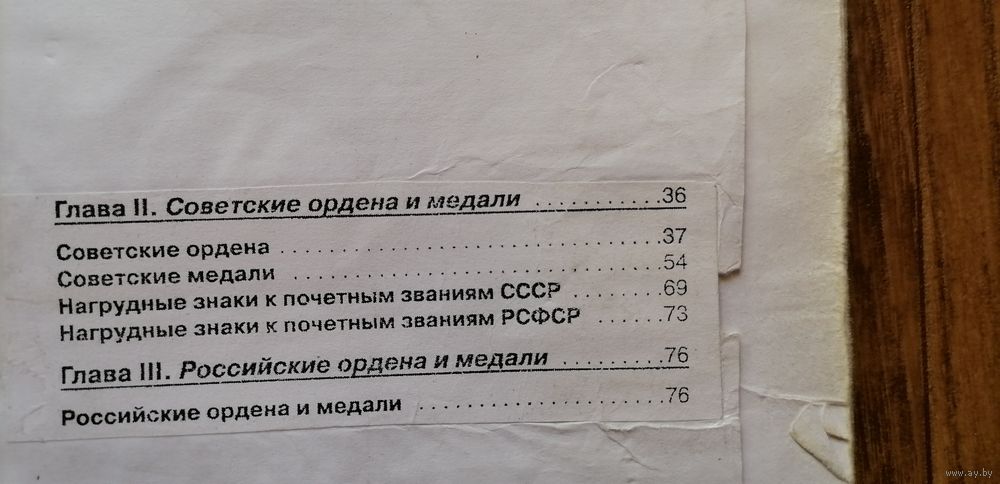 Глава II. Советские ордена и медали ............36
Советские ордена ................................37
Советские медали ...............................54
Нагрудные знаки к почетным званиям СССР ........69
Нагрудные знаки к почетным званиям РСФСР ......73
Глава III. Российские ордена и медали ..........76
Российские ордена и медали .....................76
www.ay.by